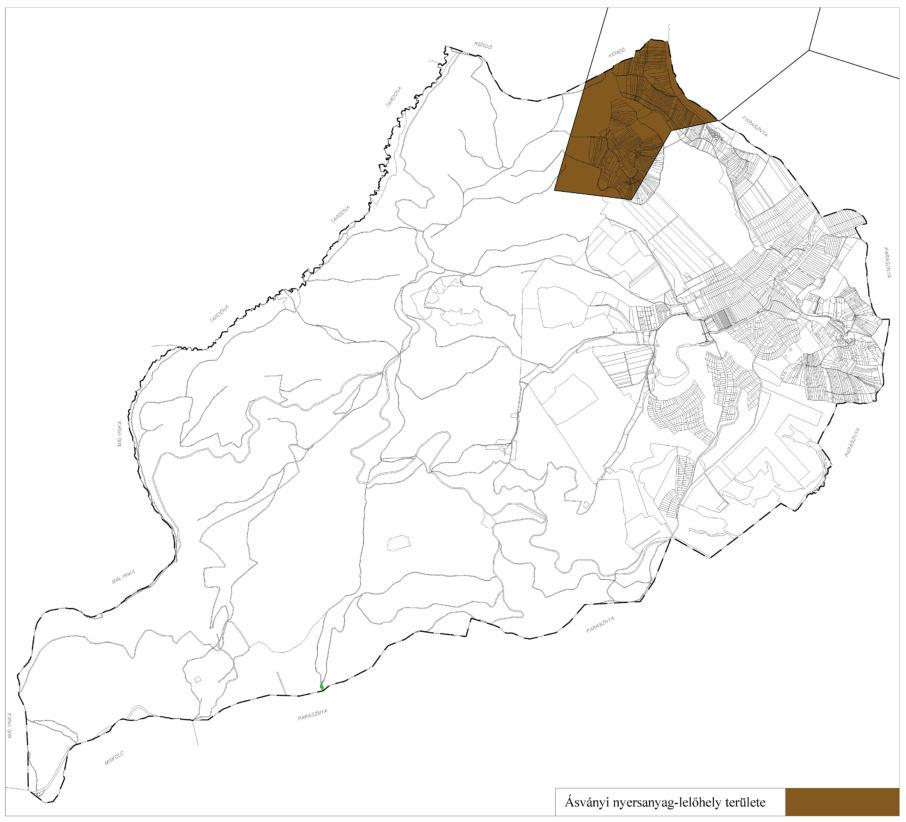 KONDÓ
KONDÓ
TARDONA
PARASZNYA
TARDONA
PARASZNYA
TARDONA
MÁLYINKA
PARASZNYA
MÁLYINKA
PARASZNYA
PARASZNYA
MÁLYINKA
MISKOLC
Ásványi nyersanyag-lelőhely területe